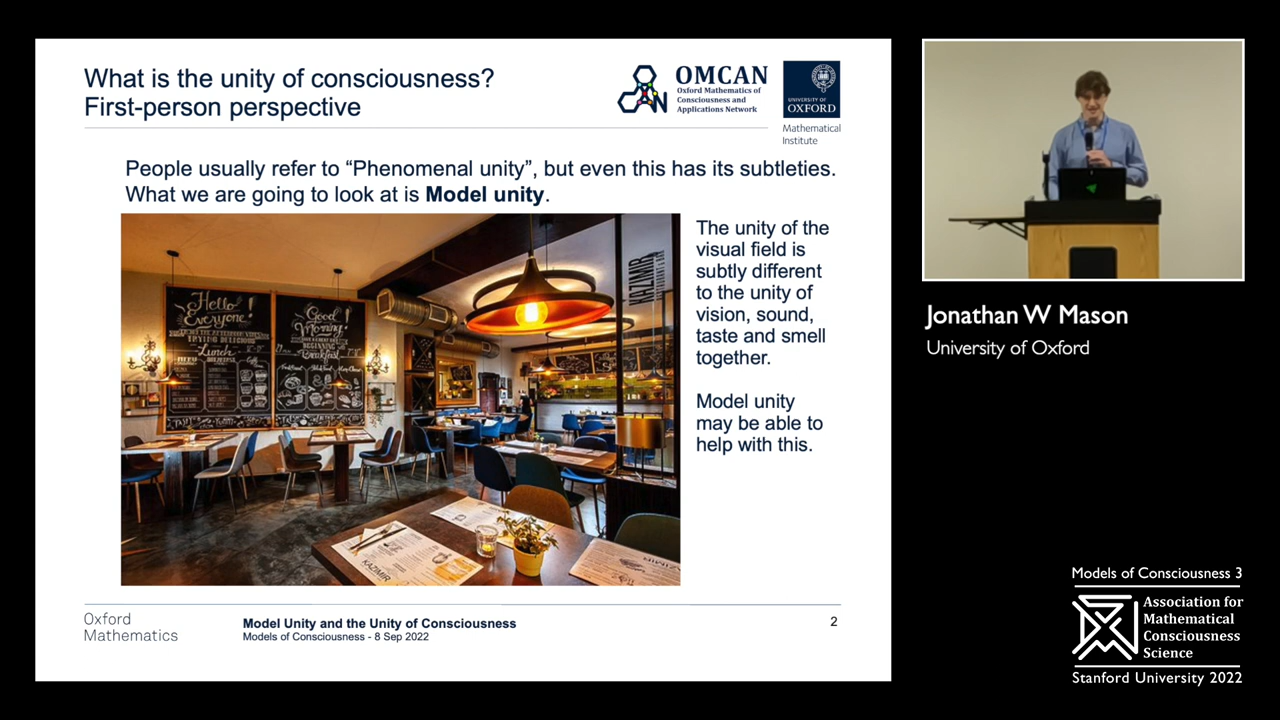 What is the unity of consciousness?
First-person perspective
OMCAN
Oxford Mathematics of
Consciousness and
Applications Network
UNIVERSITY OF
OXFORD
Mathematical
Institute
People usually refer to “Phenomenal unity”, but even this has its subtleties.
What we are going to look at is Model unity.
Hello
Everyone!
Lunch
Good
Morning
Breakfast
KAZIMIR
KAZIMIR
The unity of the
visual field is
subtly different
to the unity of
vision, sound,
taste and smell
together.
Model unity
may be able to
help with this.
Oxford
Mathematics
Model Unity and the Unity of Consciousness
Models of Consciousness - 8 Sep 2022
2
Jonathan W Mason
University of Oxford
Models of Consciousness 3
Association for
Mathematical
Consciousness
Science
Stanford University 2022